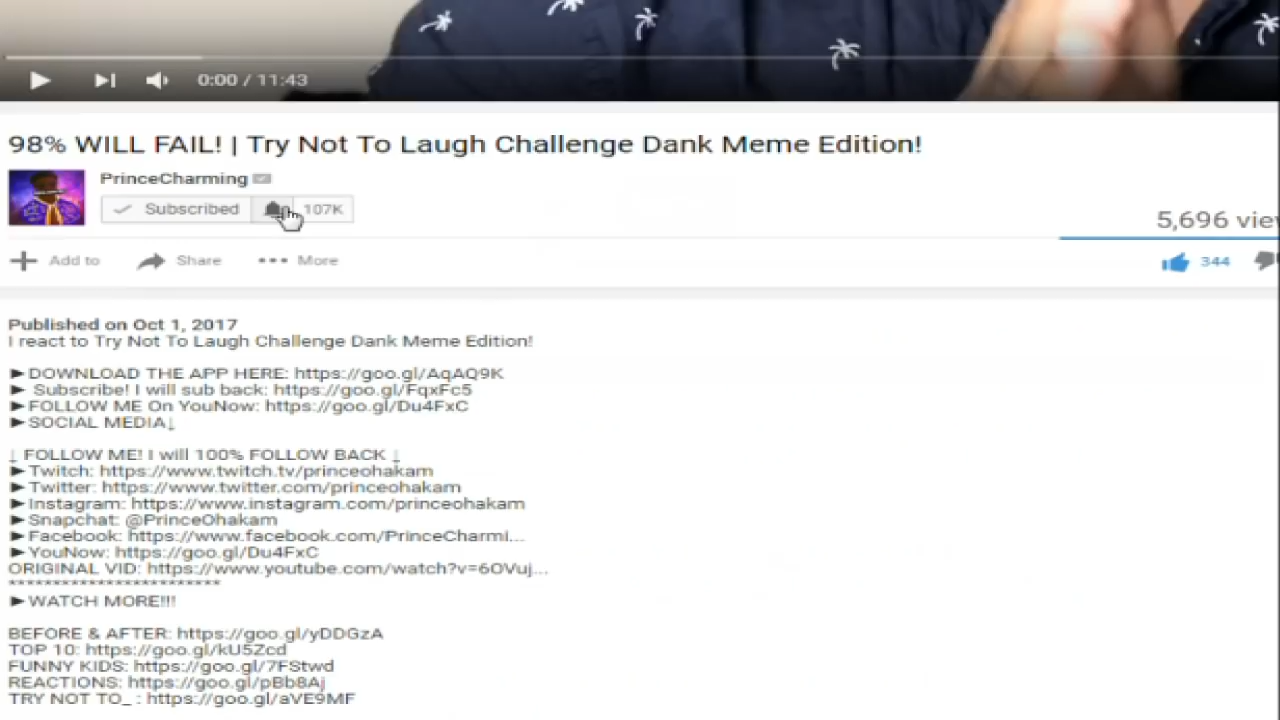 0:00 / 11:43
98% WILL FAIL! | Try Not To Laugh Challenge Dank Meme Edition!
PrinceCharming
Subscribed 107K
5,696 vie
Add to Share More 344
Published on Oct 1, 2017
I react to Try Not To Laugh Challenge Dank Meme Edition!
►DOWNLOAD THE APP HERE: https://goo.gl/AqAQ9K
► Subscribe! I will sub back: https://goo.gl/FqxFc5
►FOLLOW ME On YouNow: https://goo.gl/Du4FxC
►SOCIAL MEDIA↓
↓ FOLLOW ME! I will 100% FOLLOW BACK ↓
►Twitch: https://www.twitch.tv/princeohakam
►Twitter: https://www.twitter.com/princeohakam
►Instagram: https://www.instagram.com/princeohakam
►Snapchat: @PrinceOhakam
►Facebook: https://www.facebook.com/PrinceCharmi...
►YouNow: https://goo.gl/Du4FxC
ORIGINAL VID: https://www.youtube.com/watch?v=6OVuj...
************************
►WATCH MORE!!!
BEFORE & AFTER: https://goo.gl/yDDGzA
TOP 10: https://goo.gl/kU5Zcd
FUNNY KIDS: https://goo.gl/7FStwd
REACTIONS: https://goo.gl/pBb8Aj
TRY NOT TO_ : https://goo.gl/aVE9MF